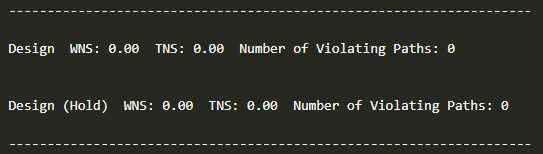 --------------------------------------------------------------------
Design  WNS: 0.00  TNS: 0.00  Number of Violating Paths: 0
Design (Hold)  WNS: 0.00  TNS: 0.00  Number of Violating Paths: 0
--------------------------------------------------------------------